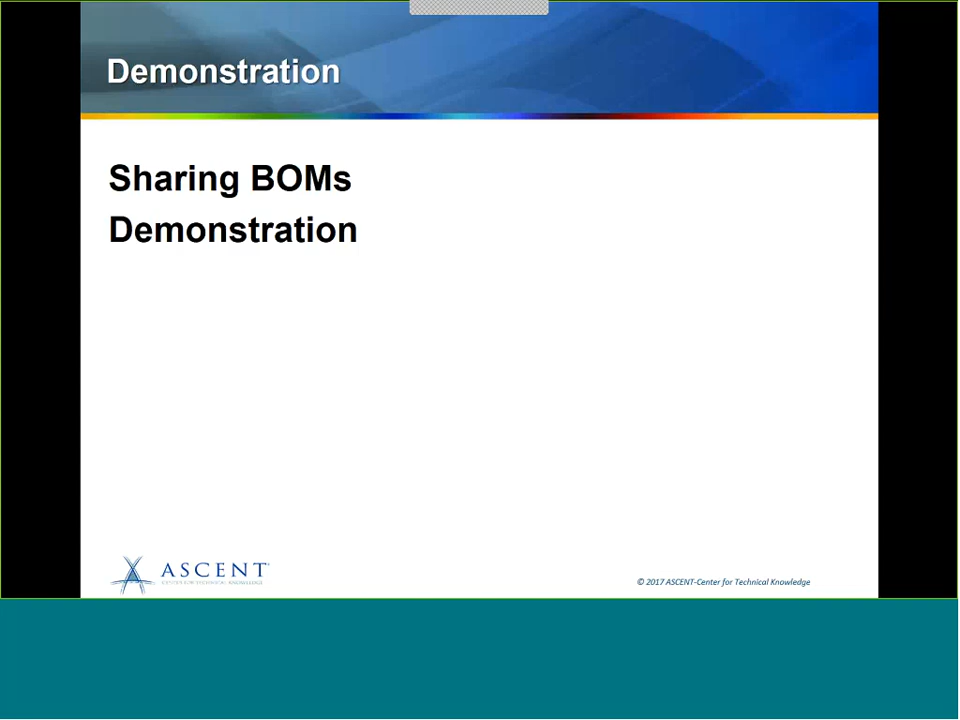 Demonstration
Sharing BOMs
Demonstration
ASCENT
CENTER FOR TECHNICAL KNOWLEDGE
© 2017 ASCENT-Center for Technical Knowledge